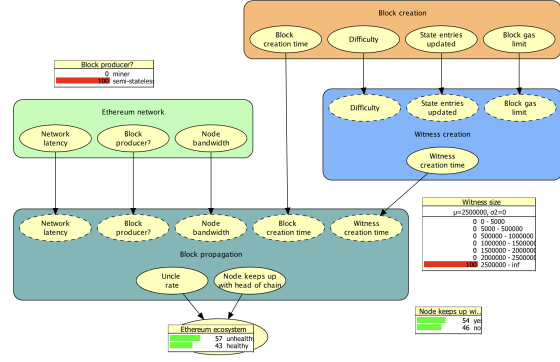 Block creation
Block
creation time
Difficulty
State entries
updated
Block gas
limit
Block producer?
0 miner
100 semi-stateless
Ethereum network
Network
latency
Block
producer?
Node
bandwidth
Difficulty
State entries
updated
Block gas
limit
Witness creation
Witness
creation time
Network
latency
Block
producer?
Node
bandwidth
Block
creation time
Witness
creation time
Block propagation
Uncle
rate
Node keeps up
with head of chain
Witness size
μ=2500000, σ2=0
0 0 - 5000
0 5000 - 500000
0 500000 - 1000000
0 1000000 - 1500000
0 1500000 - 2000000
0 2000000 - 2500000
100 2500000 - inf
Ethereum ecosystem
57 unhealth
43 healthy
Node keeps up wi...
54 ye
46 no